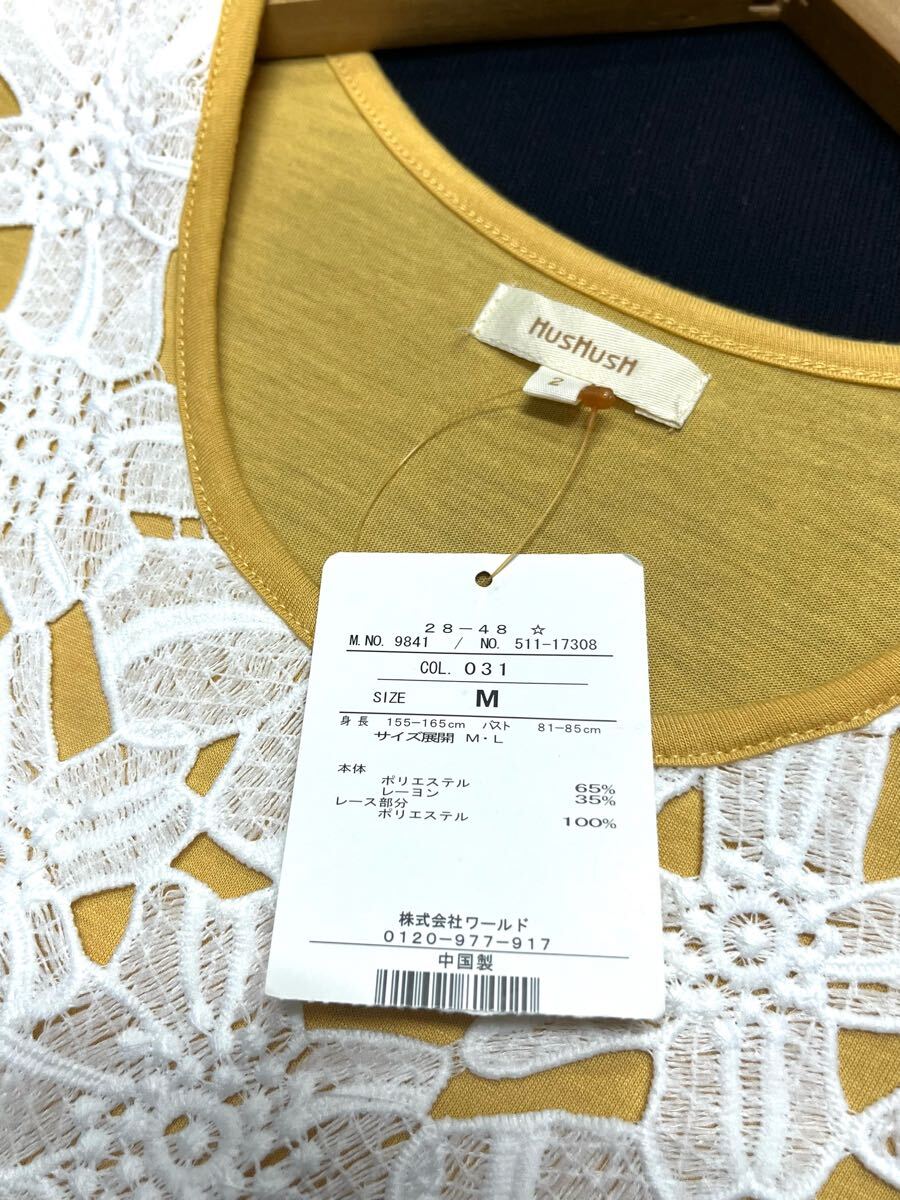 HUSHUSH
2
28-48 ☆
M.NO. 9841 / NO. 511-17308
COL. 031
SIZE M
身長 155-165cm バスト 81-85cm
サイズ展開 M・L
本体
ポリエステル 65%
レーヨン 35%
レース部分
ポリエステル 100%
株式会社ワールド
0120-977-917
中国製